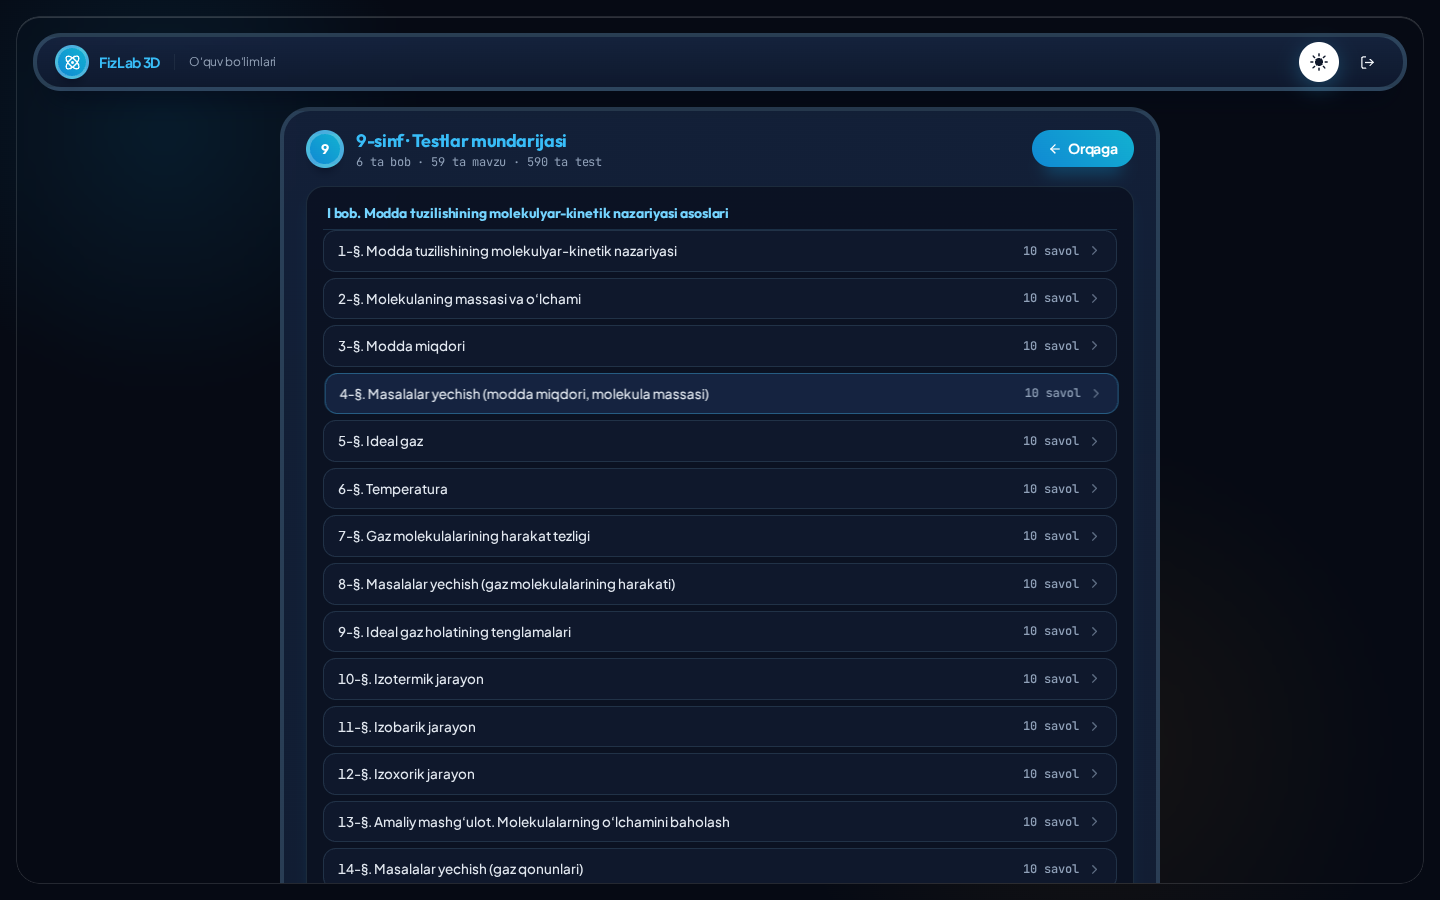 FizLab 3D
O'quv bo'limlari
9
9-sinf · Testlar mundarijasi
6 ta bob · 59 ta mavzu · 590 ta test
← Orqaga
I bob. Modda tuzilishining molekulyar-kinetik nazariyasi asoslari
1-§. Modda tuzilishining molekulyar-kinetik nazariyasi 10 savol
2-§. Molekulaning massasi va o‘lchami 10 savol
3-§. Modda miqdori 10 savol
4-§. Masalalar yechish (modda miqdori, molekula massasi) 10 savol
5-§. Ideal gaz 10 savol
6-§. Temperatura 10 savol
7-§. Gaz molekulalarining harakat tezligi 10 savol
8-§. Masalalar yechish (gaz molekulalarining harakati) 10 savol
9-§. Ideal gaz holatining tenglamalari 10 savol
10-§. Izotermik jarayon 10 savol
11-§. Izobarik jarayon 10 savol
12-§. Izoxorik jarayon 10 savol
13-§. Amaliy mashg‘ulot. Molekulalarning o‘lchamini baholash 10 savol
14-§. Masalalar yechish (gaz qonunlari) 10 savol